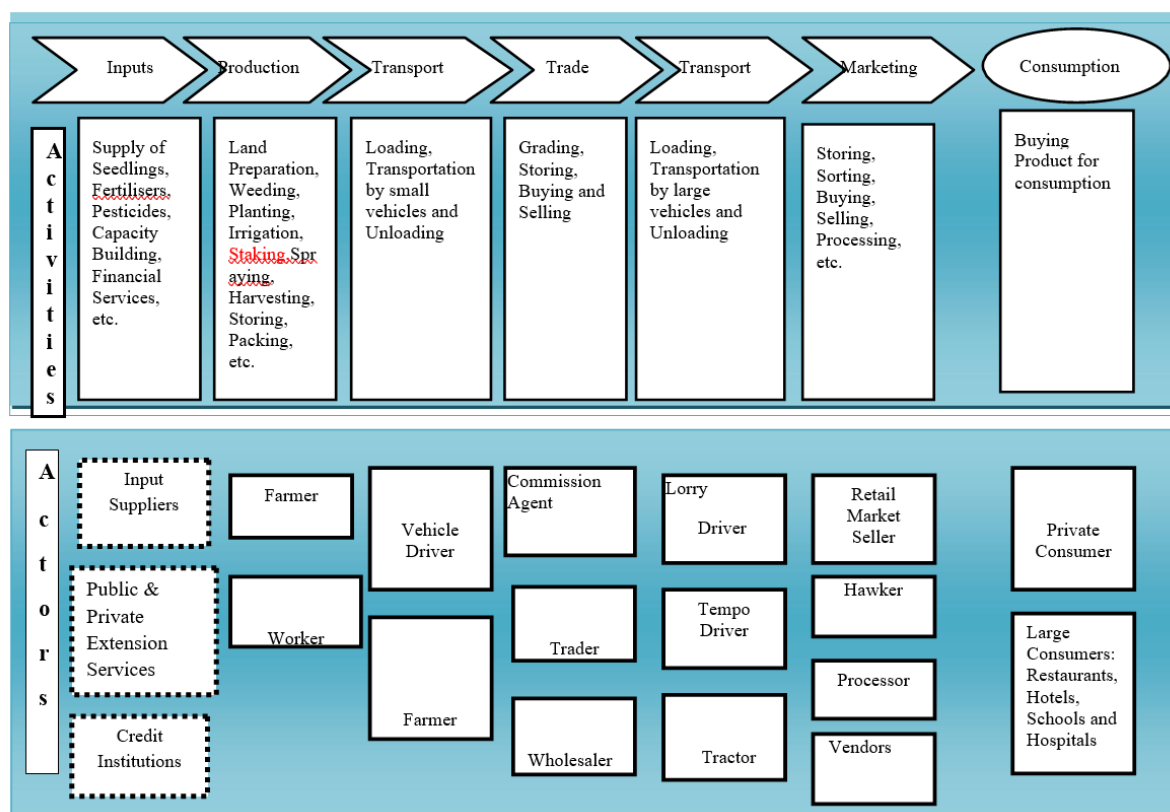 Inputs
Production
Transport
Trade
Transport
Marketing
Consumption
Activities
Supply of
Seedlings,
Fertilisers,
Pesticides,
Capacity
Building,
Financial
Services,
etc.
Land
Preparation,
Weeding,
Planting,
Irrigation,
Staking,Spr
aying,
Harvesting,
Storing,
Packing,
etc.
Loading,
Transportation
by small
vehicles and
Unloading
Grading,
Storing,
Buying and
Selling
Loading,
Transportation
by large
vehicles and
Unloading
Storing,
Sorting,
Buying,
Selling,
Processing,
etc.
Buying
Product for
consumption
Actors
Input
Suppliers
Public &
Private
Extension
Services
Credit
Institutions
Farmer
Worker
Vehicle
Driver
Farmer
Commission
Agent
Trader
Wholesaler
Lorry
Driver
Tempo
Driver
Tractor
Retail
Market
Seller
Hawker
Processor
Vendors
Private
Consumer
Large
Consumers:
Restaurants,
Hotels,
Schools and
Hospitals